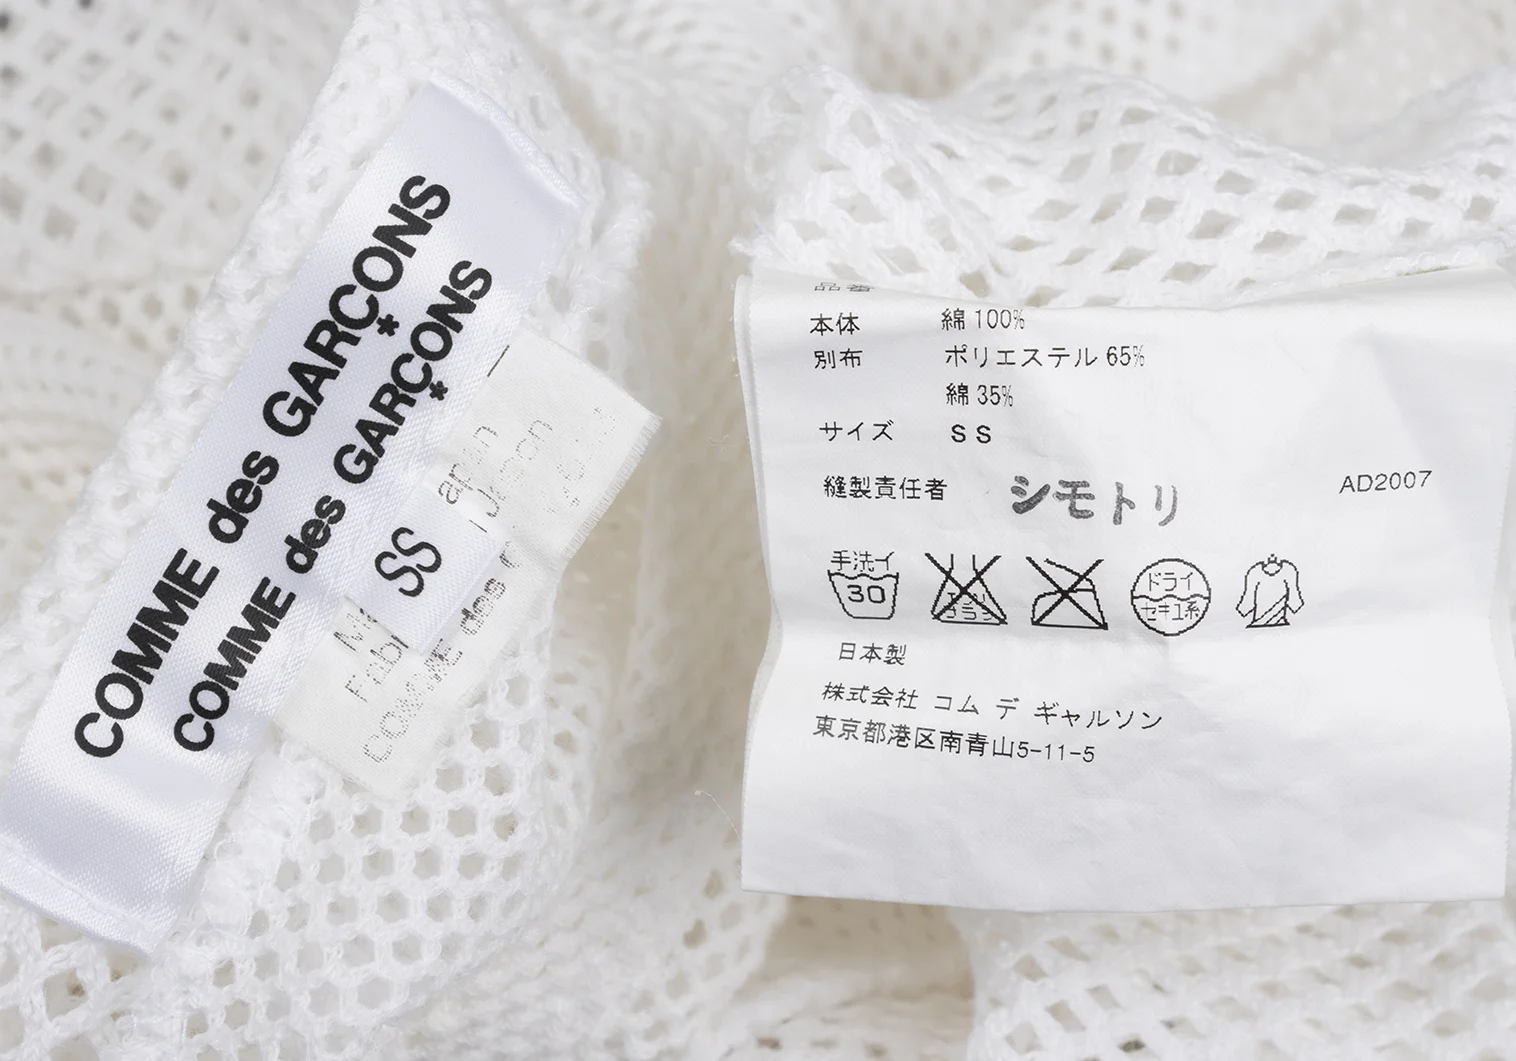 COMME des GARÇONS
COMME des GARÇONS
SS
COMME des
本体 綿 100%
別布 ポリエステル 65%
綿 35%
サイズ SS
縫製責任者 シモトリ AD2007
手洗イ
30
ドライ
セキユ系
日本製
株式会社 コム デ ギャルソン
東京都港区南青山5-11-5